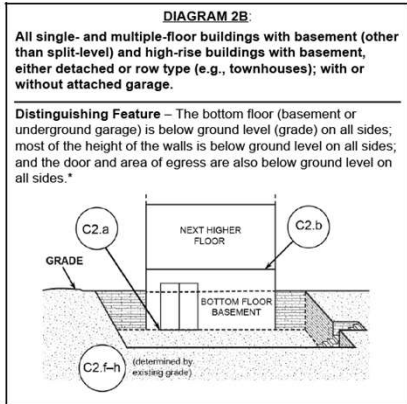 DIAGRAM 2B:
All single- and multiple-floor buildings with basement (other
than split-level) and high-rise buildings with basement,
either detached or row type (e.g., townhouses); with or
without attached garage.
Distinguishing Feature – The bottom floor (basement or
underground garage) is below ground level (grade) on all sides;
most of the height of the walls is below ground level on all sides;
and the door and area of egress are also below ground level on
all sides.*
C2.a
C2.b
NEXT HIGHER
FLOOR
GRADE
BOTTOM FLOOR
BASEMENT
C2.f–h
(determined by
existing grade)